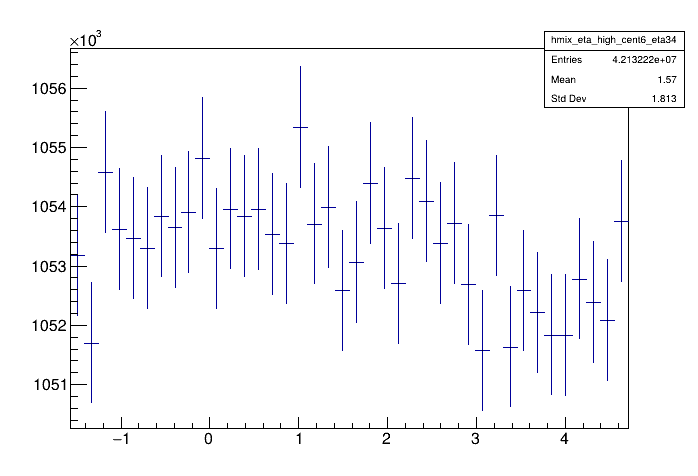 ×10³
hmix_eta_high_cent6_eta34
Entries 4.213222e+07
Mean 1.57
Std Dev 1.813
1056
1055
1054
1053
1052
1051
−1 0 1 2 3 4